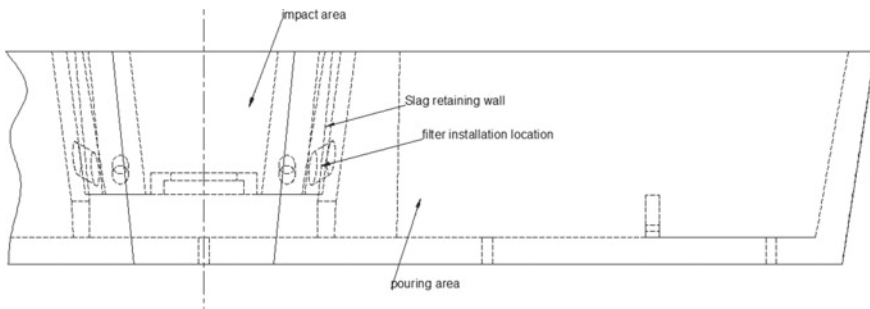 impact area
Slag retaining wall
filter installation location
pouring area